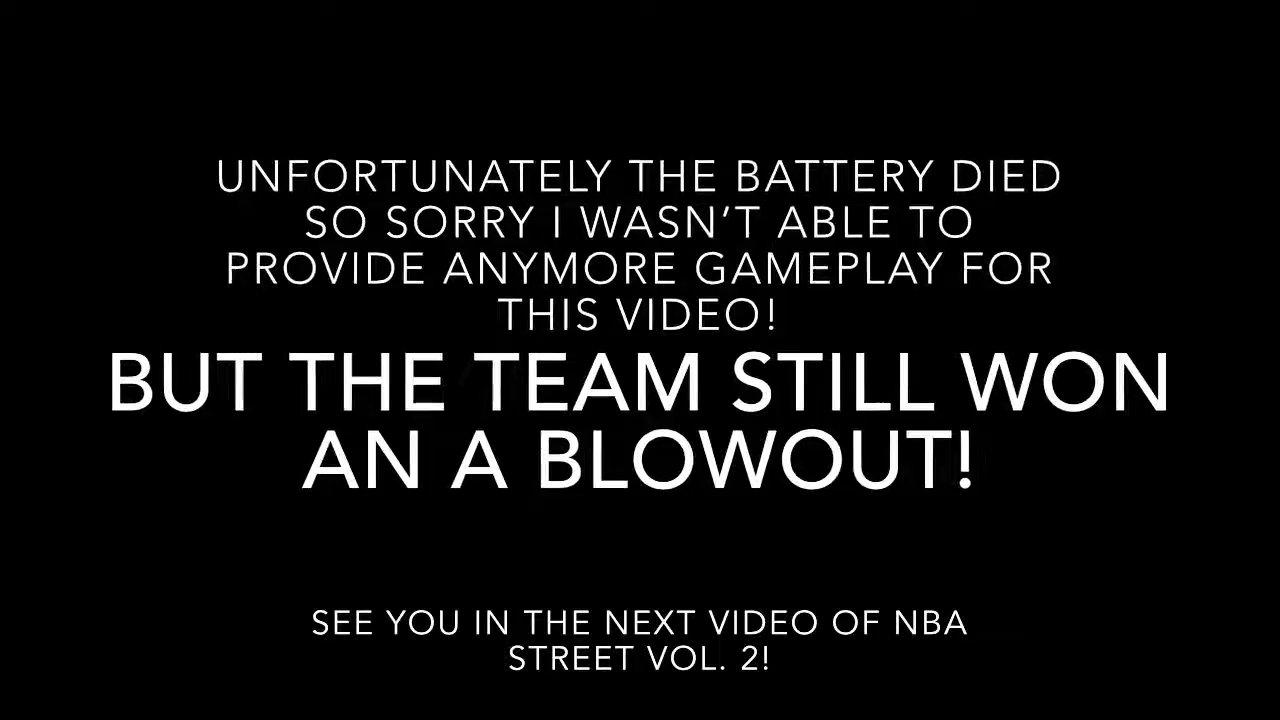 UNFORTUNATELY THE BATTERY DIED
SO SORRY I WASN'T ABLE TO
PROVIDE ANYMORE GAMEPLAY FOR
THIS VIDEO!
BUT THE TEAM STILL WON
AN A BLOWOUT!
SEE YOU IN THE NEXT VIDEO OF NBA
STREET VOL. 2!